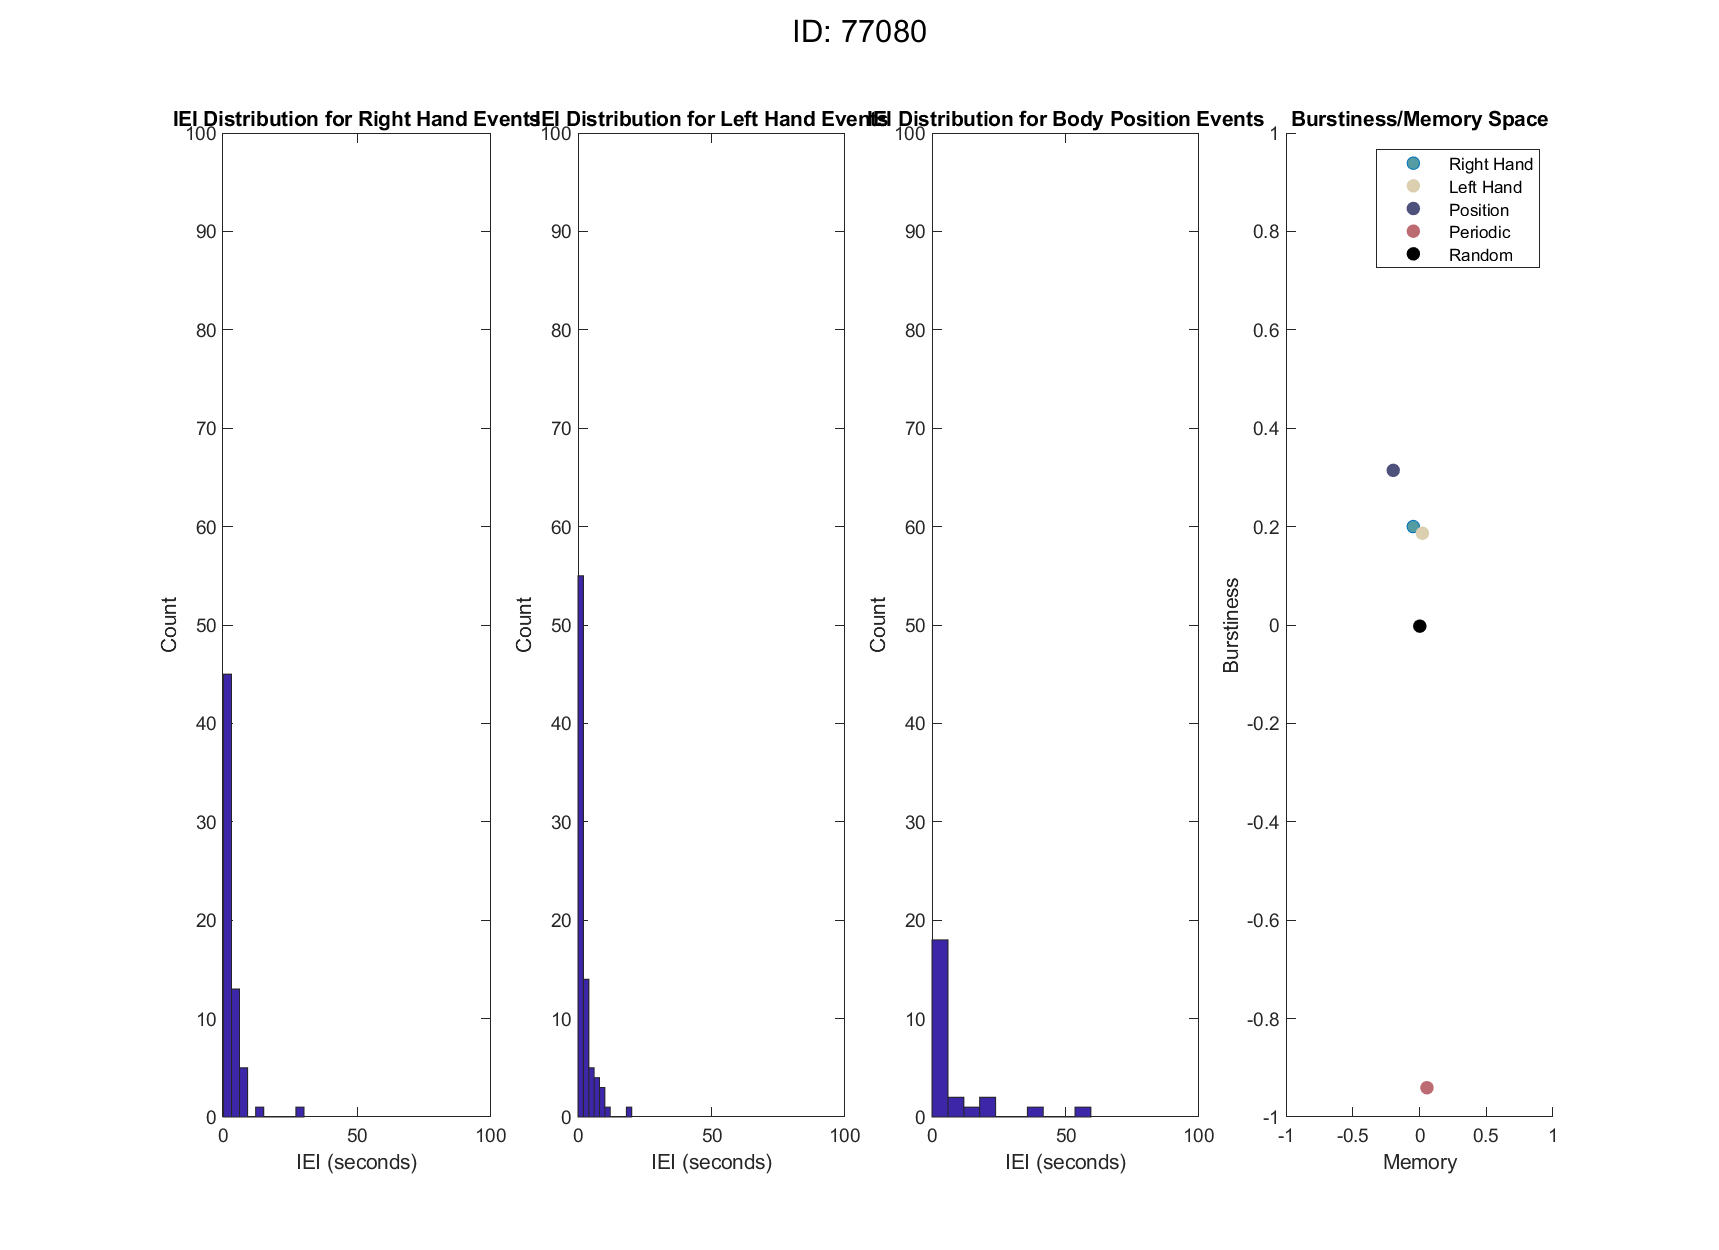 ID: 77080
IEI Distribution for Right Hand Events
100
90
80
70
60
50
40
30
20
10
0
Count
0 50 100
IEI (seconds)
IEI Distribution for Left Hand Events
100
90
80
70
60
50
40
30
20
10
0
Count
0 50 100
IEI (seconds)
IEI Distribution for Body Position Events
100
90
80
70
60
50
40
30
20
10
0
Count
0 50 100
IEI (seconds)
Burstiness/Memory Space
1
0.8
0.6
0.4
0.2
0
-0.2
-0.4
-0.6
-0.8
-1
Burstiness
-1 -0.5 0 0.5 1
Memory
Right Hand
Left Hand
Position
Periodic
Random